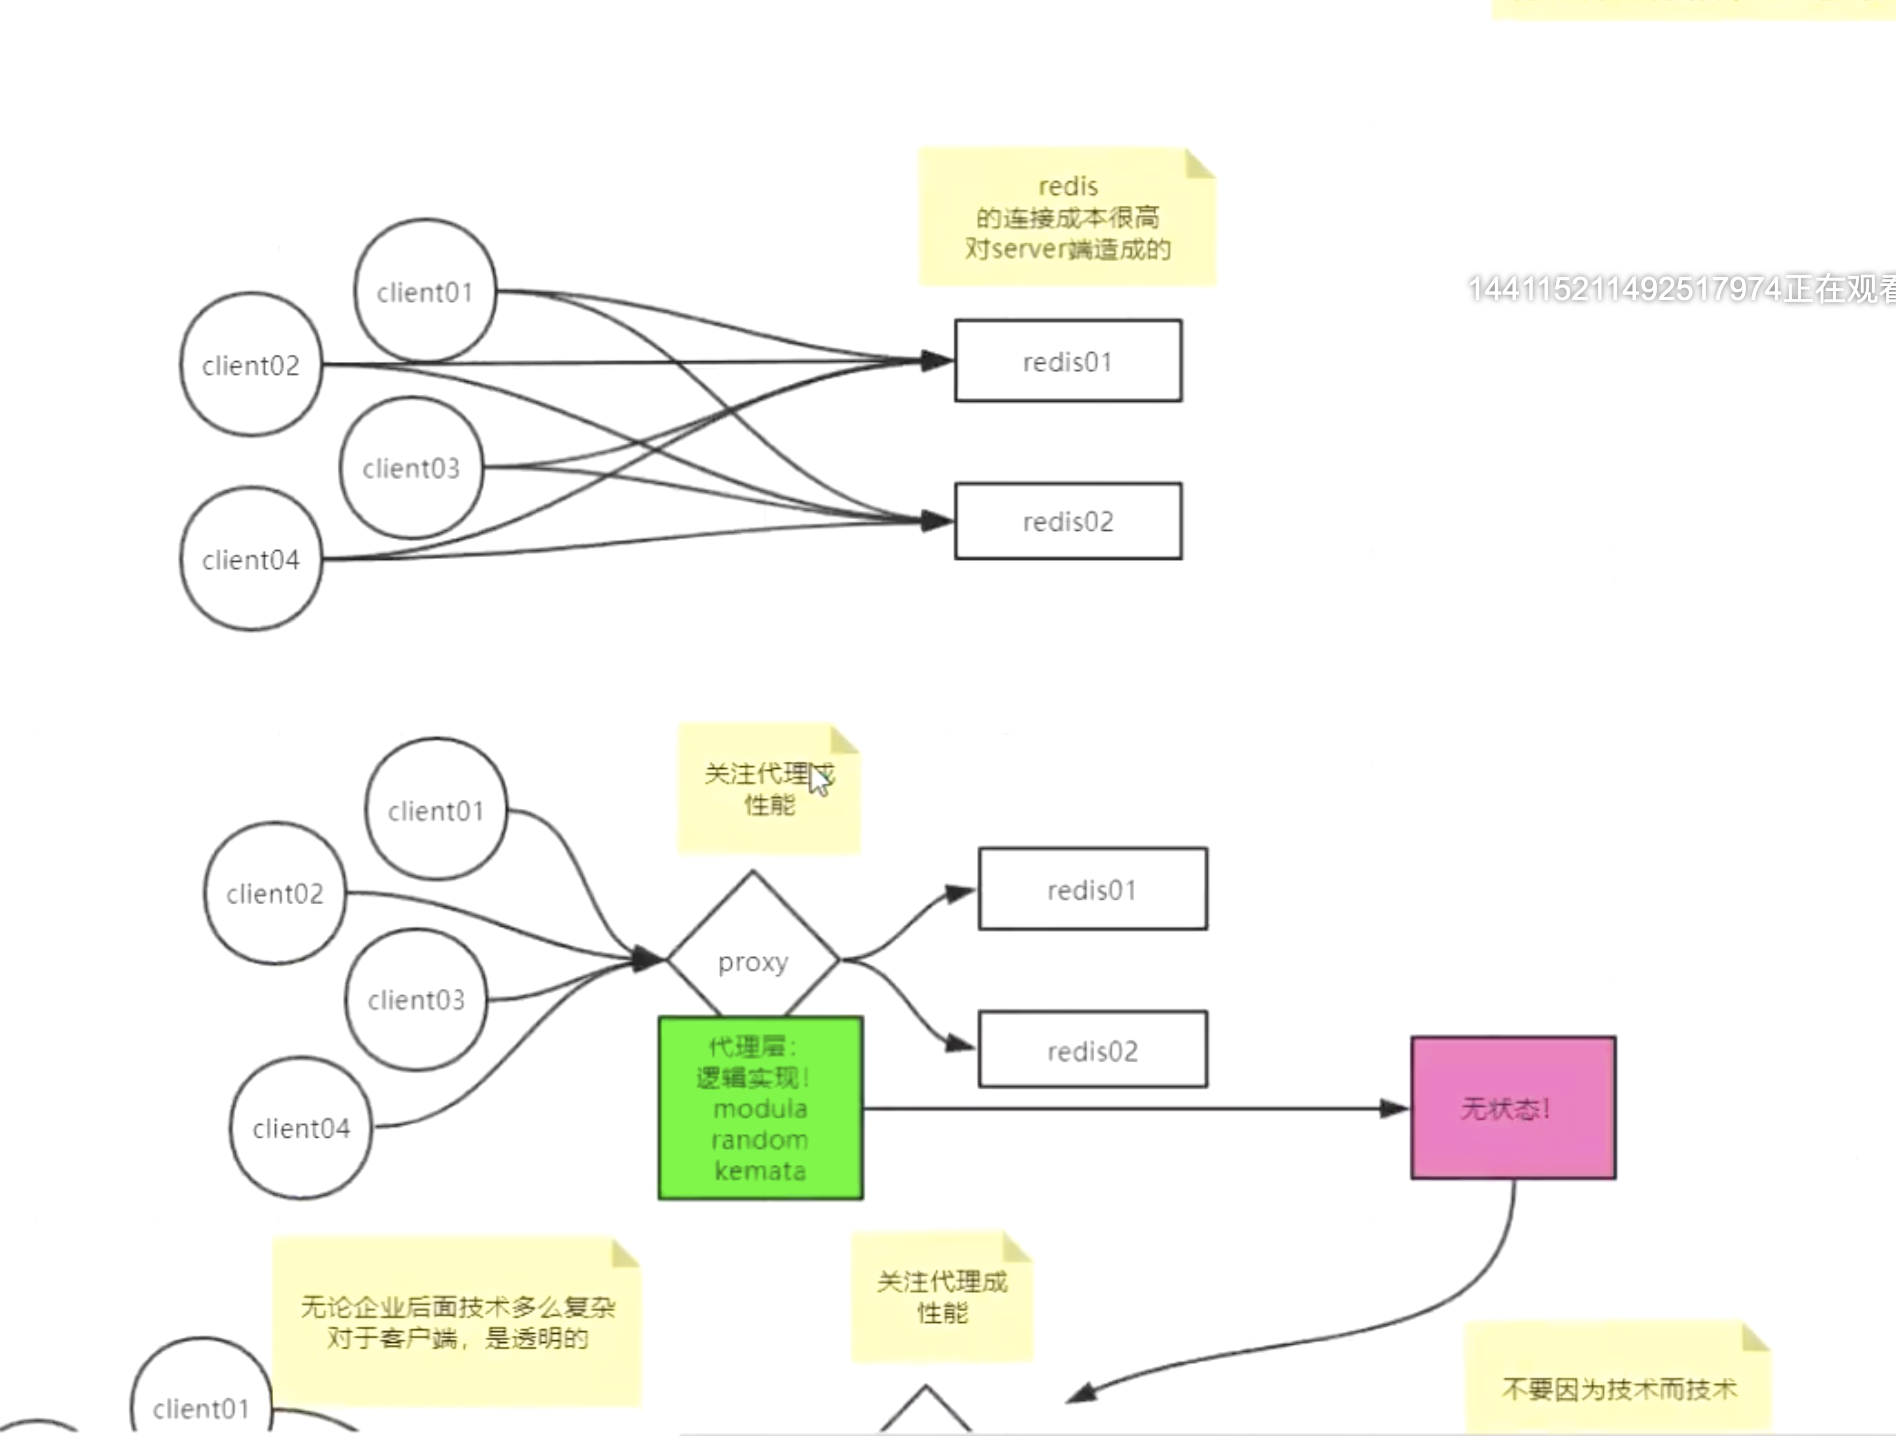 redis
的连接成本很高
对server端造成的
client01
client02
client03
client04
redis01
redis02
144115211492517974正在观看
关注代理成
性能
client01
client02
client03
client04
proxy
redis01
redis02
代理层：
逻辑实现！
modula
random
kemata
无状态！
无论企业后面技术多么复杂
对于客户端，是透明的
关注代理成
性能
不要因为技术而技术
client01